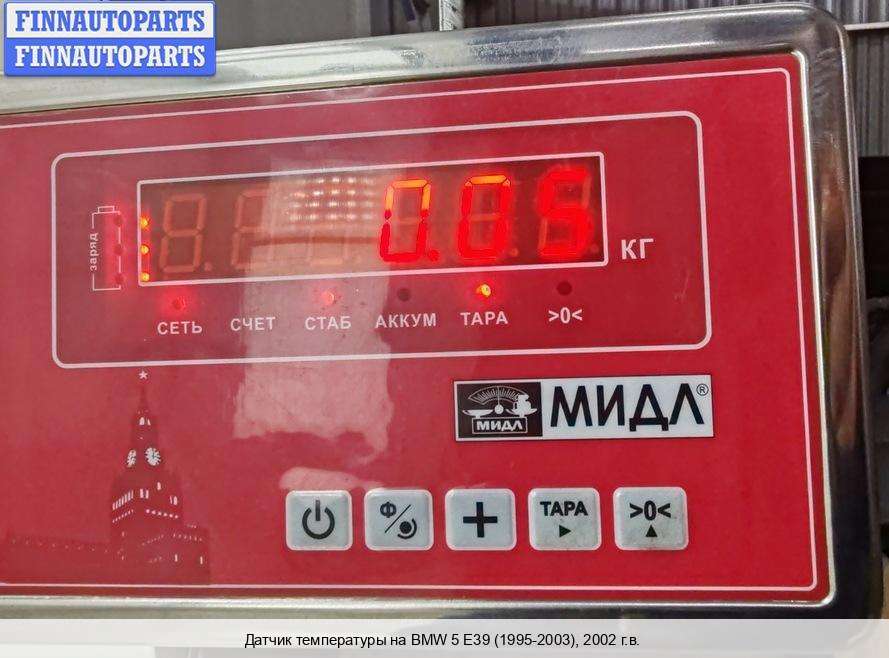 FINNAUTOPARTS
FINNAUTOPARTS
заряд
0.05 КГ
СЕТЬ СЧЕТ СТАБ АККУМ ТАРА >0<
МИДЛ МИДЛ®
Ф ТАРА >0<
Датчик температуры на BMW 5 E39 (1995-2003), 2002 г.в.